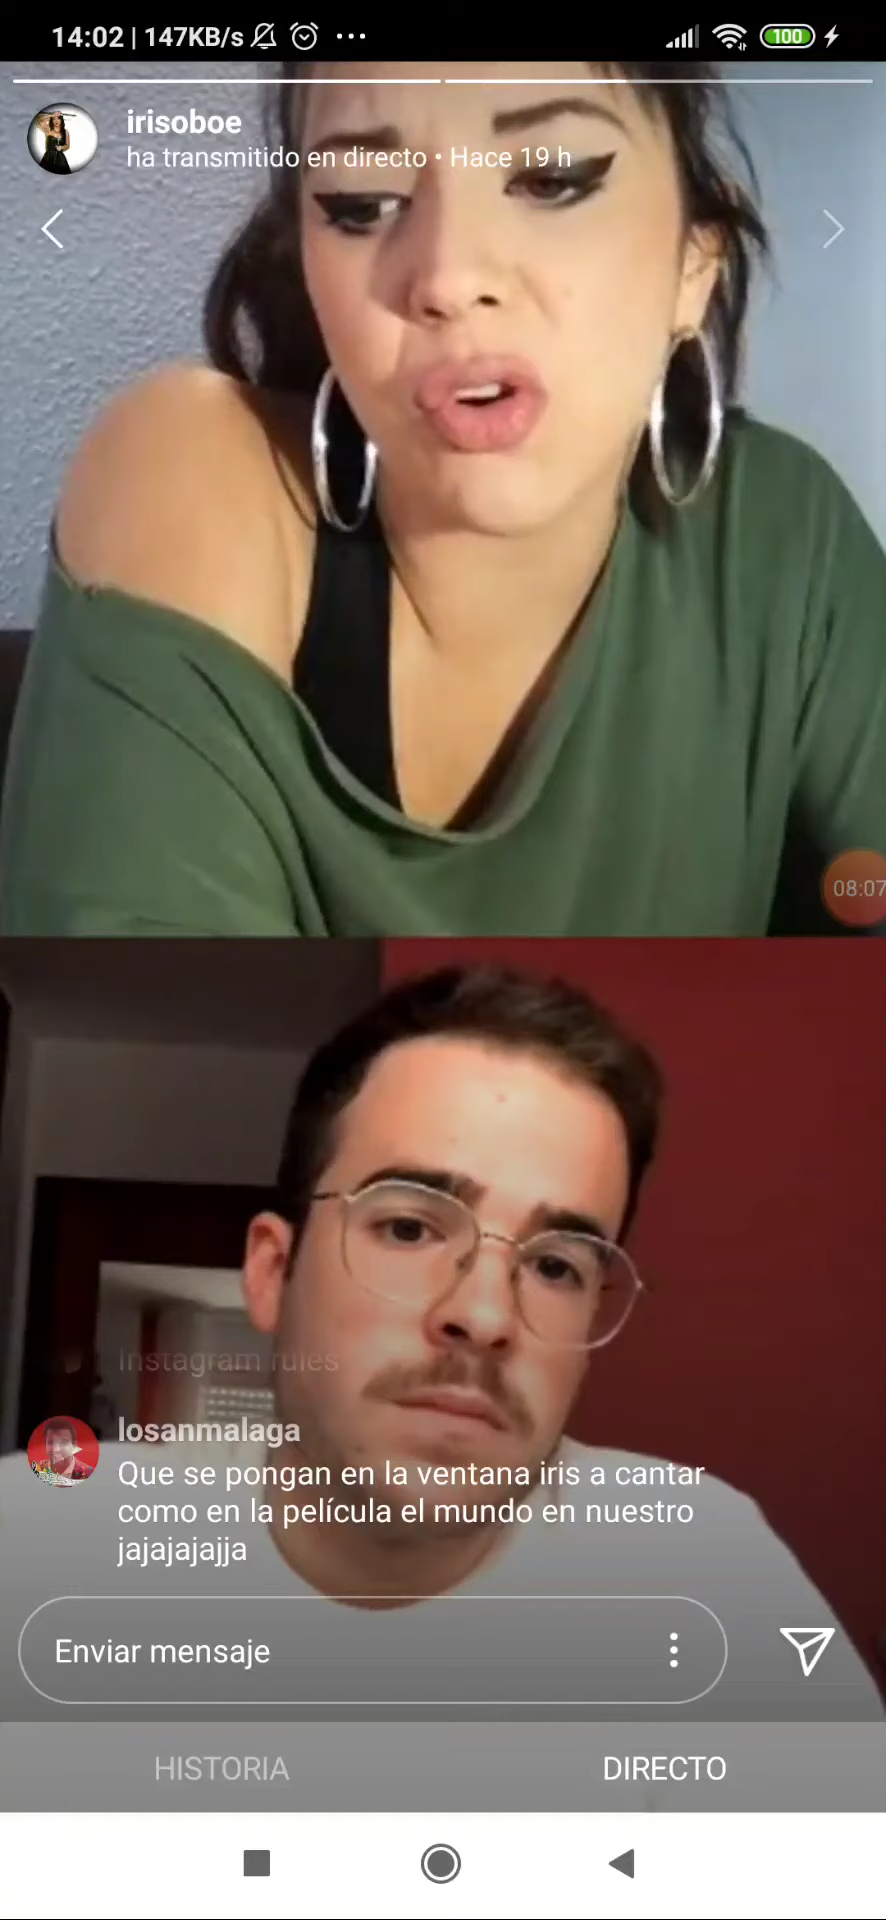 14:02 | 147KB/s
100
irisoboe
ha transmitido en directo • Hace 19 h
08:07
Instagram rules
losanmalaga
Que se pongan en la ventana iris a cantar
como en la película el mundo en nuestro
jajajajajja
Enviar mensaje
HISTORIA
DIRECTO